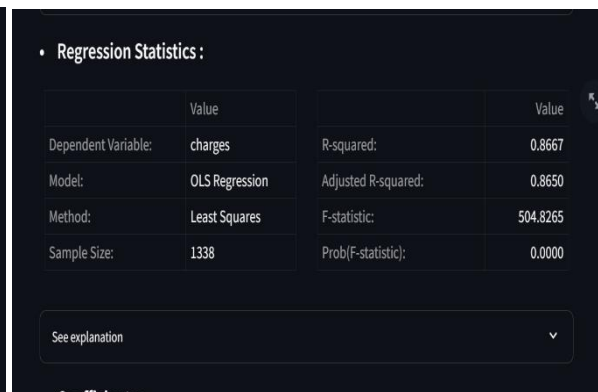 • Regression Statistics :
Value Value
Dependent Variable: charges R-squared: 0.8667
Model: OLS Regression Adjusted R-squared: 0.8650
Method: Least Squares F-statistic: 504.8265
Sample Size: 1338 Prob(F-statistic): 0.0000
See explanation